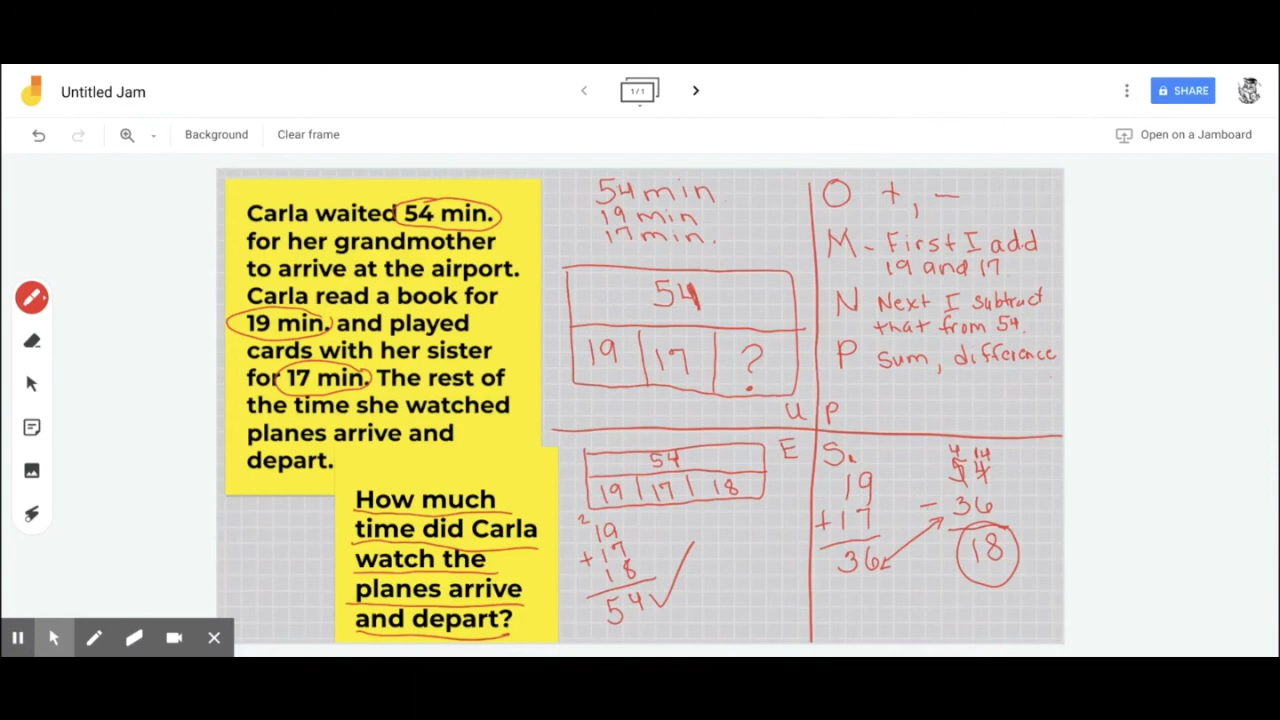 Untitled Jam
1/1
SHARE
Background
Clear frame
Open on a Jamboard
Carla waited 54 min.
for her grandmother
to arrive at the airport.
Carla read a book for
19 min. and played
cards with her sister
for 17 min. The rest of
the time she watched
planes arrive and
depart.
How much
time did Carla
watch the
planes arrive
and depart?
54 min
19 min
17 min.
54
19 17 ?
U
O +, -
M - First I add
19 and 17
N Next I subtract
that from 54.
P sum, difference
P
E
54
19 17 18
2
19
+ 17
18
54 ✓
S.
19
+17
36
4 14
54
- 36
18